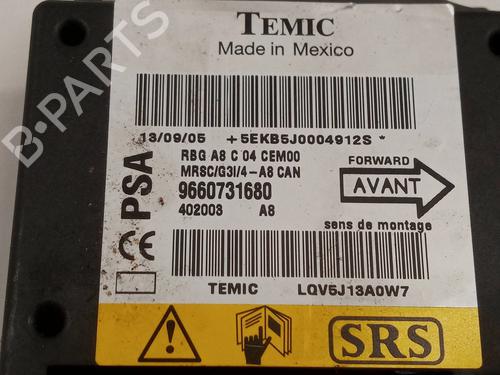 TEMIC
Made in Mexico
13/09/05 +5EKB5J0004912S *
RBG A8 C 04 CEM00
MRSC/G3I/4-A8 CAN
9660731680
402003 A8
PSA
CE
FORWARD
AVANT
sens de montage
TEMIC LQV5J13A0W7
SRS
B-PARTS